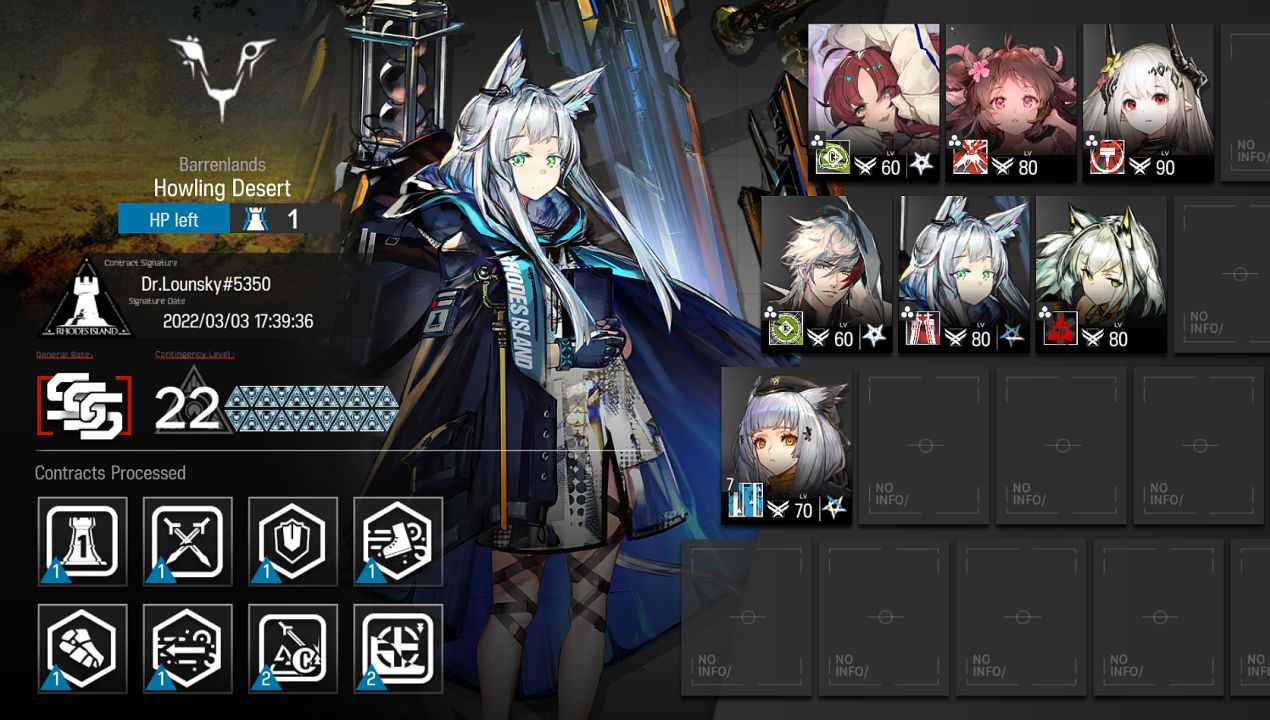 Barrenlands
Howling Desert
HP left
1
Contract Signature
Dr.Lounsky#5350
Signature Date
2022/03/03 17:39:36
RHODES ISLAND
General Rate:
Contingency Level:
SSS
22
Contracts Processed
1
1
1
1
1
1
1
2
2
RHODES ISLAND
LV
60
LV
80
LV
90
NO
INFO/
LV
60
LV
80
LV
80
NO
INFO/
7
LV
70
NO
INFO/
NO
INFO/
NO
INFO/
NO
INFO/
NO
INFO/
NO
INFO/
NO
INFO/
NO